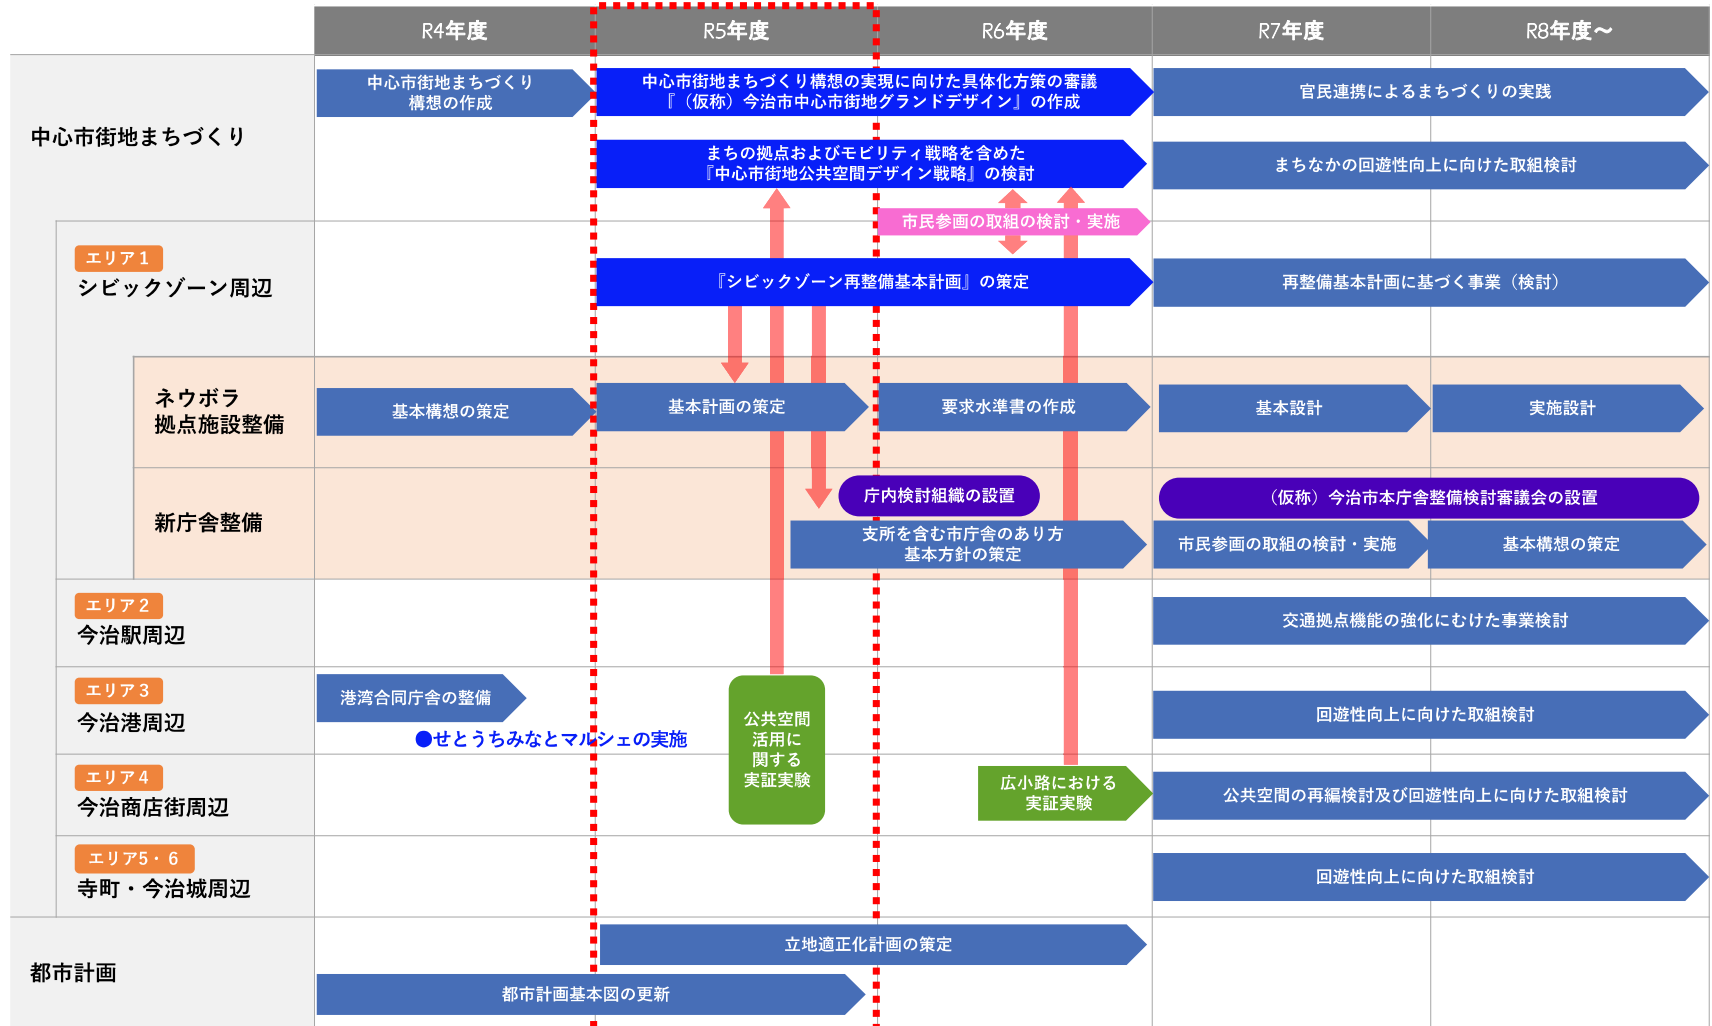 R4年度
R5年度
R6年度
R7年度
R8年度～
中心市街地まちづくり
中心市街地まちづくり
構想の作成
中心市街地まちづくり構想の実現に向けた具体化方策の審議
『（仮称）今治市中心市街地グランドデザイン』の作成
官民連携によるまちづくりの実践
まちの拠点およびモビリティ戦略を含めた
『中心市街地公共空間デザイン戦略』の検討
まちなかの回遊性向上に向けた取組検討
市民参画の取組の検討・実施
エリア１
シビックゾーン周辺
『シビックゾーン再整備基本計画』の策定
再整備基本計画に基づく事業（検討）
ネウボラ
拠点施設整備
基本構想の策定
基本計画の策定
要求水準書の作成
基本設計
実施設計
新庁舎整備
庁内検討組織の設置
（仮称）今治市本庁舎整備検討審議会の設置
支所を含む市庁舎のあり方
基本方針の策定
市民参画の取組の検討・実施
基本構想の策定
エリア２
今治駅周辺
交通拠点機能の強化にむけた事業検討
エリア３
今治港周辺
港湾合同庁舎の整備
●せとうちみなとマルシェの実施
公共空間
活用に
関する
実証実験
回遊性向上に向けた取組検討
エリア４
今治商店街周辺
広小路における
実証実験
公共空間の再編検討及び回遊性向上に向けた取組検討
エリア5・６
寺町・今治城周辺
回遊性向上に向けた取組検討
都市計画
立地適正化計画の策定
都市計画基本図の更新